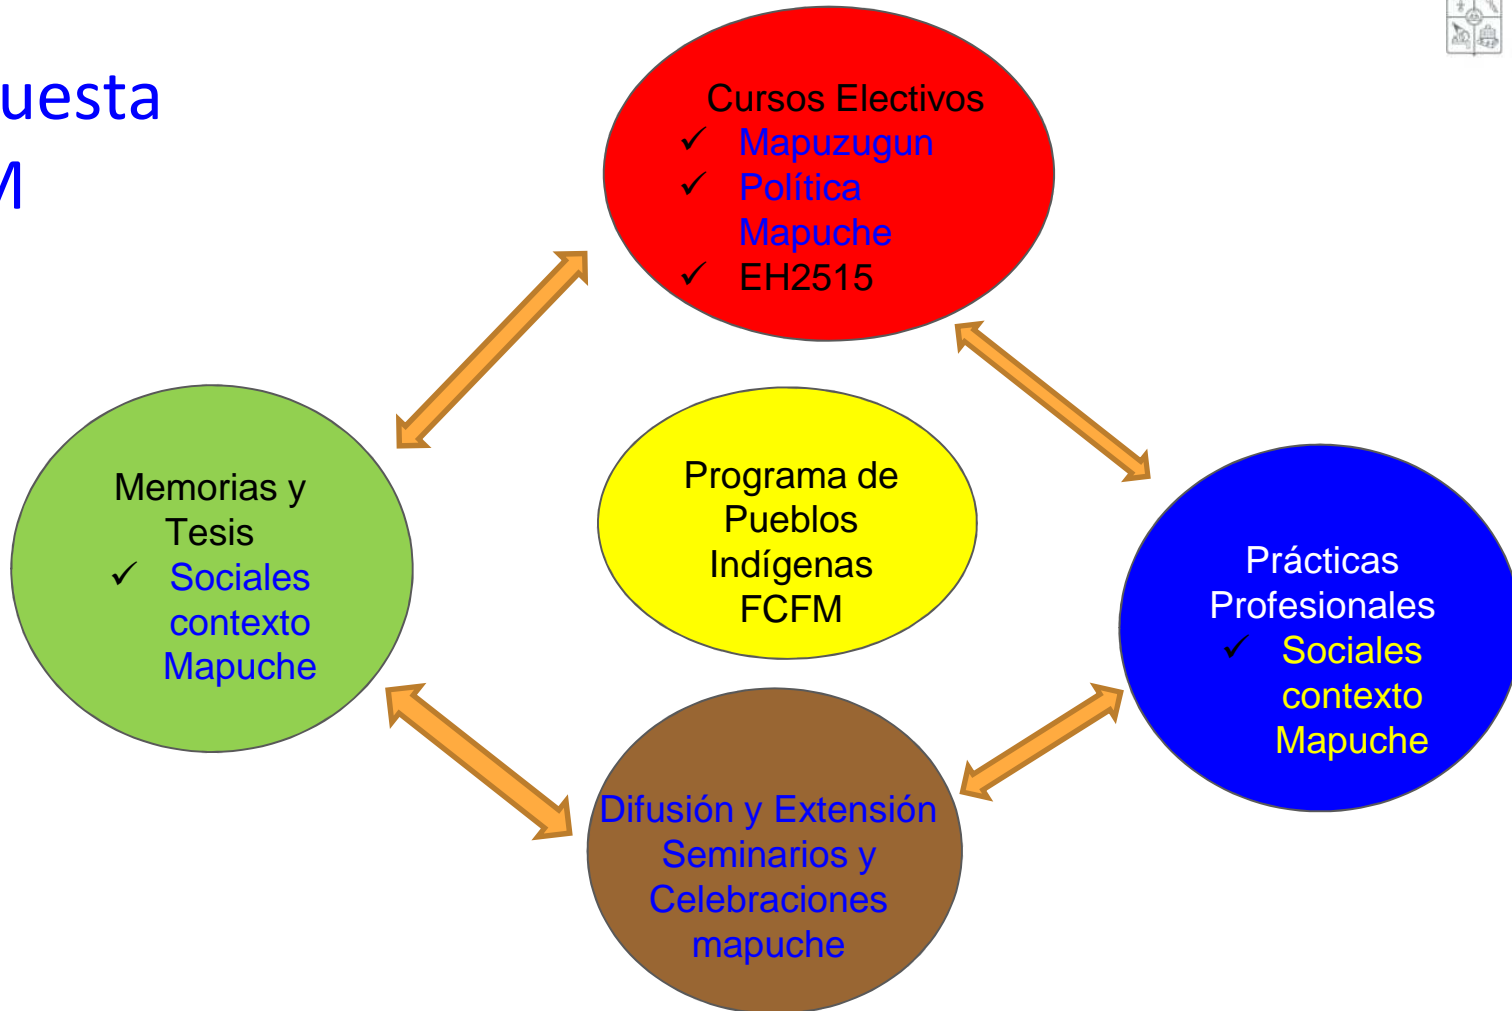 uesta
M
Cursos Electivos
✓ Mapuzugun
✓ Política
Mapuche
✓ EH2515
Memorias y
Tesis
✓ Sociales
contexto
Mapuche
Programa de
Pueblos
Indígenas
FCFM
Prácticas
Profesionales
✓ Sociales
contexto
Mapuche
Difusión y Extensión
Seminarios y
Celebraciones
mapuche